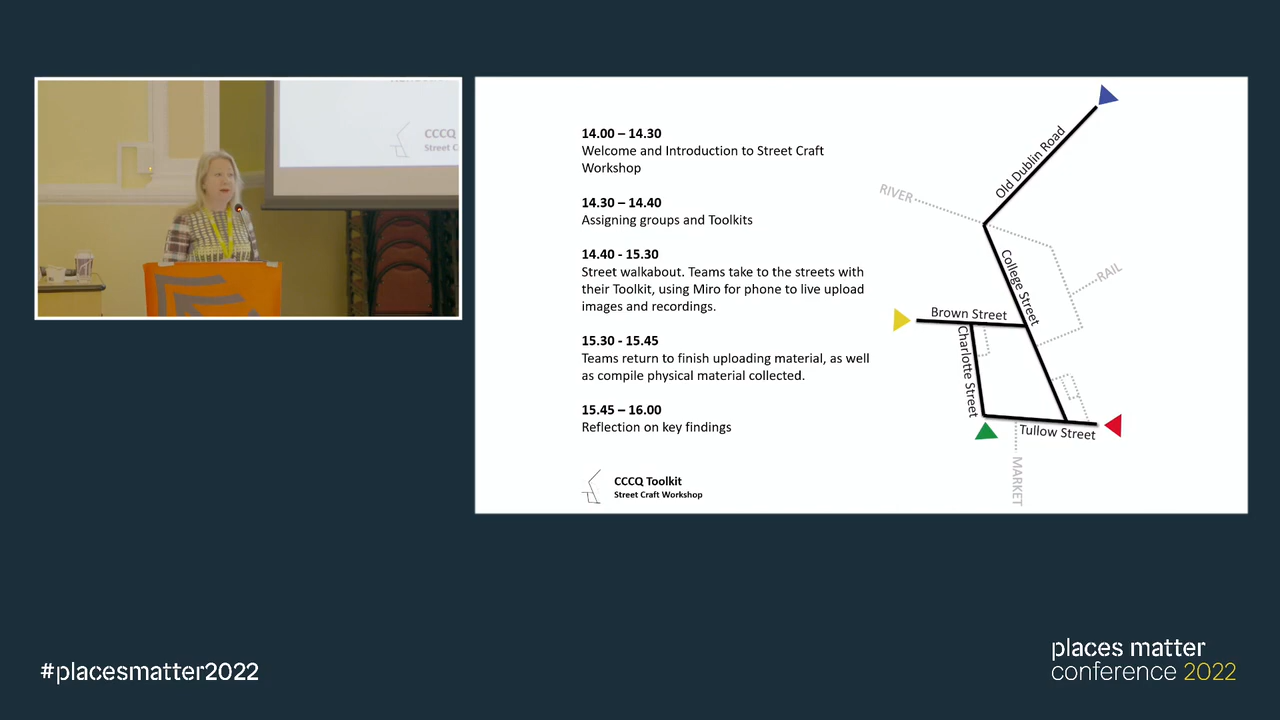 CCCQ
Street C
14.00 – 14.30
Welcome and Introduction to Street Craft
Workshop
14.30 – 14.40
Assigning groups and Toolkits
14.40 - 15.30
Street walkabout. Teams take to the streets with
their Toolkit, using Miro for phone to live upload
images and recordings.
15.30 - 15.45
Teams return to finish uploading material, as well
as compile physical material collected.
15.45 – 16.00
Reflection on key findings
CCCQ Toolkit
Street Craft Workshop
Old Dublin Road
RIVER
College Street
RAIL
Brown Street
Charlotte Street
Tullow Street
MARKET
#placesmatter2022
places matter
conference 2022